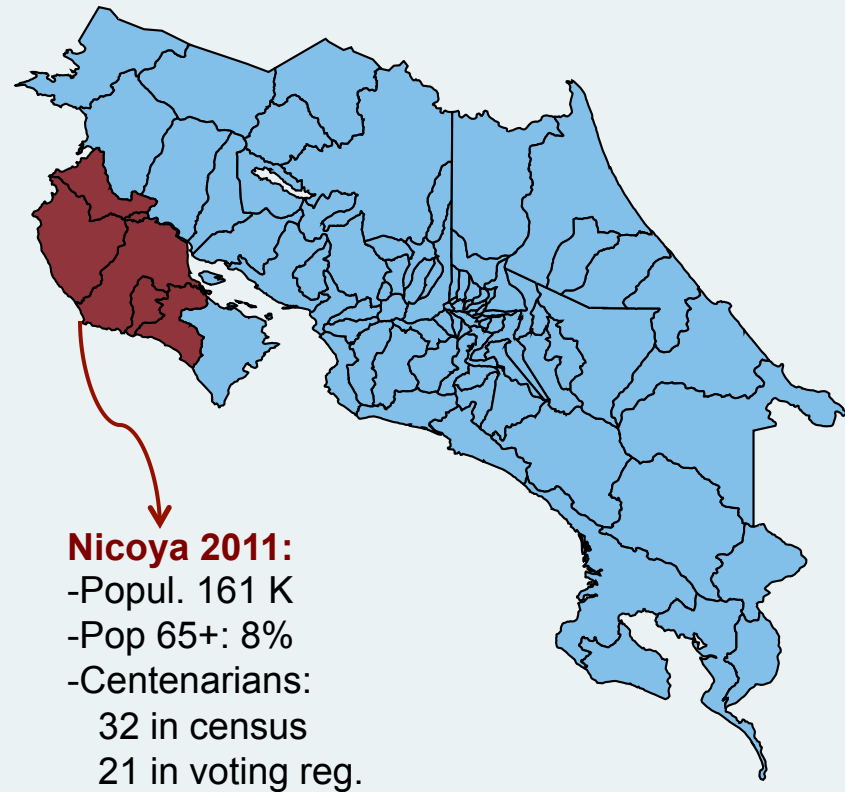 Nicoya 2011:
-Popul. 161 K
-Pop 65+: 8%
-Centenarians:
32 in census
21 in voting reg.